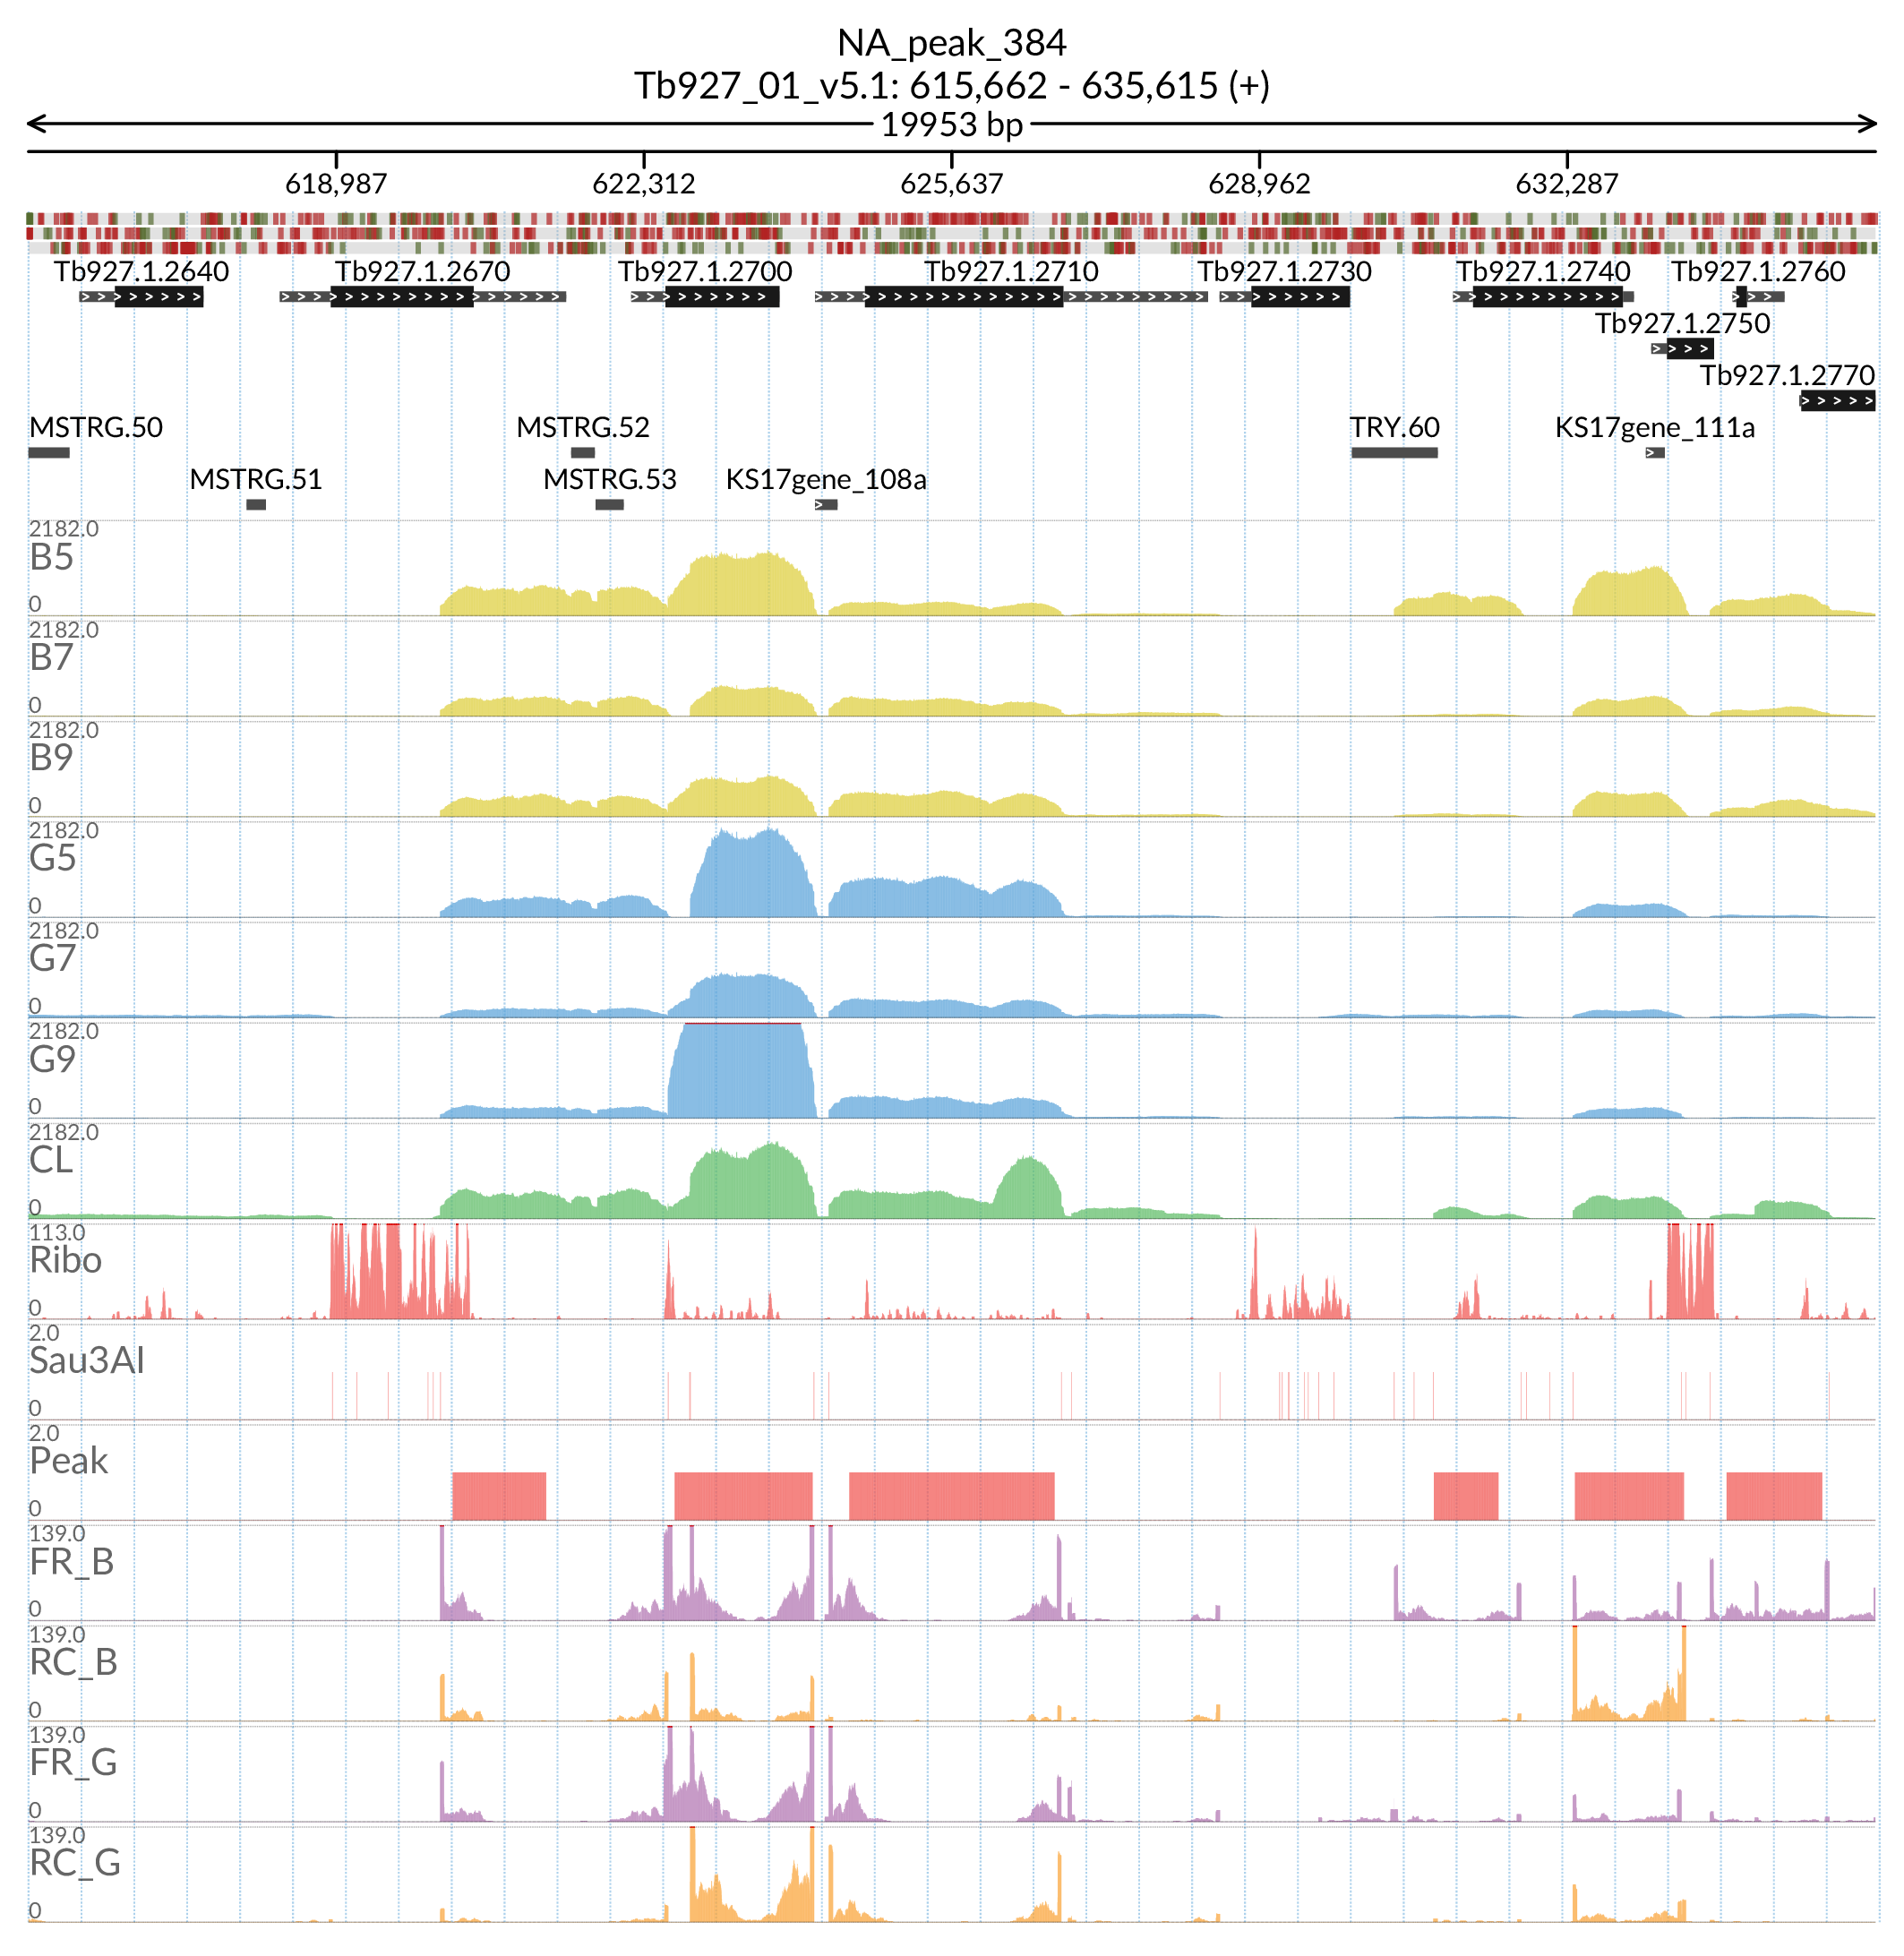 NA_peak_384
Tb927_01_v5.1: 615,662 - 635,615 (+)
19953 bp
618,987 622,312 625,637 628,962 632,287
Tb927.1.2640 Tb927.1.2670 Tb927.1.2700 Tb927.1.2710 Tb927.1.2730 Tb927.1.2740 Tb927.1.2760
Tb927.1.2750
Tb927.1.2770
MSTRG.50 MSTRG.52 TRY.60 KS17gene_111a
MSTRG.51 MSTRG.53 KS17gene_108a
2182.0
B5
0
2182.0
B7
0
2182.0
B9
0
2182.0
G5
0
2182.0
G7
0
2182.0
G9
0
2182.0
CL
0
113.0
Ribo
0
2.0
Sau3AI
0
2.0
Peak
0
139.0
FR_B
0
139.0
RC_B
0
139.0
FR_G
0
139.0
RC_G
0